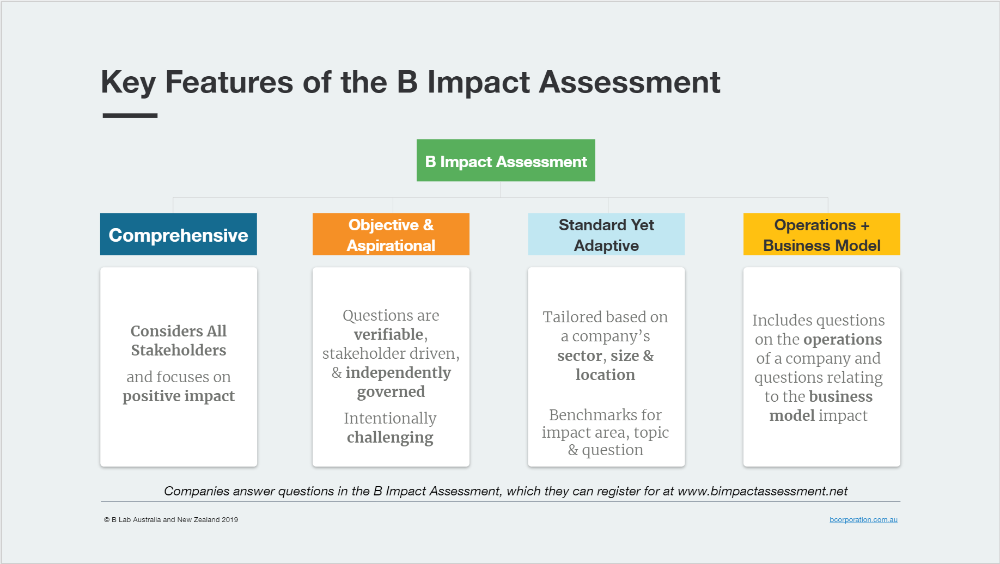 Key Features of the B Impact Assessment
B Impact Assessment
Comprehensive
Considers All
Stakeholders
and focuses on
positive impact
Objective &
Aspirational
Questions are
verifiable,
stakeholder driven,
& independently
governed
Intentionally
challenging
Standard Yet
Adaptive
Tailored based on
a company’s
sector, size &
location
Benchmarks for
impact area, topic
& question
Operations +
Business Model
Includes questions
on the operations
of a company and
questions relating
to the business
model impact
Companies answer questions in the B Impact Assessment, which they can register for at www.bimpactassessment.net
© B Lab Australia and New Zealand 2019
bcorporation.com.au